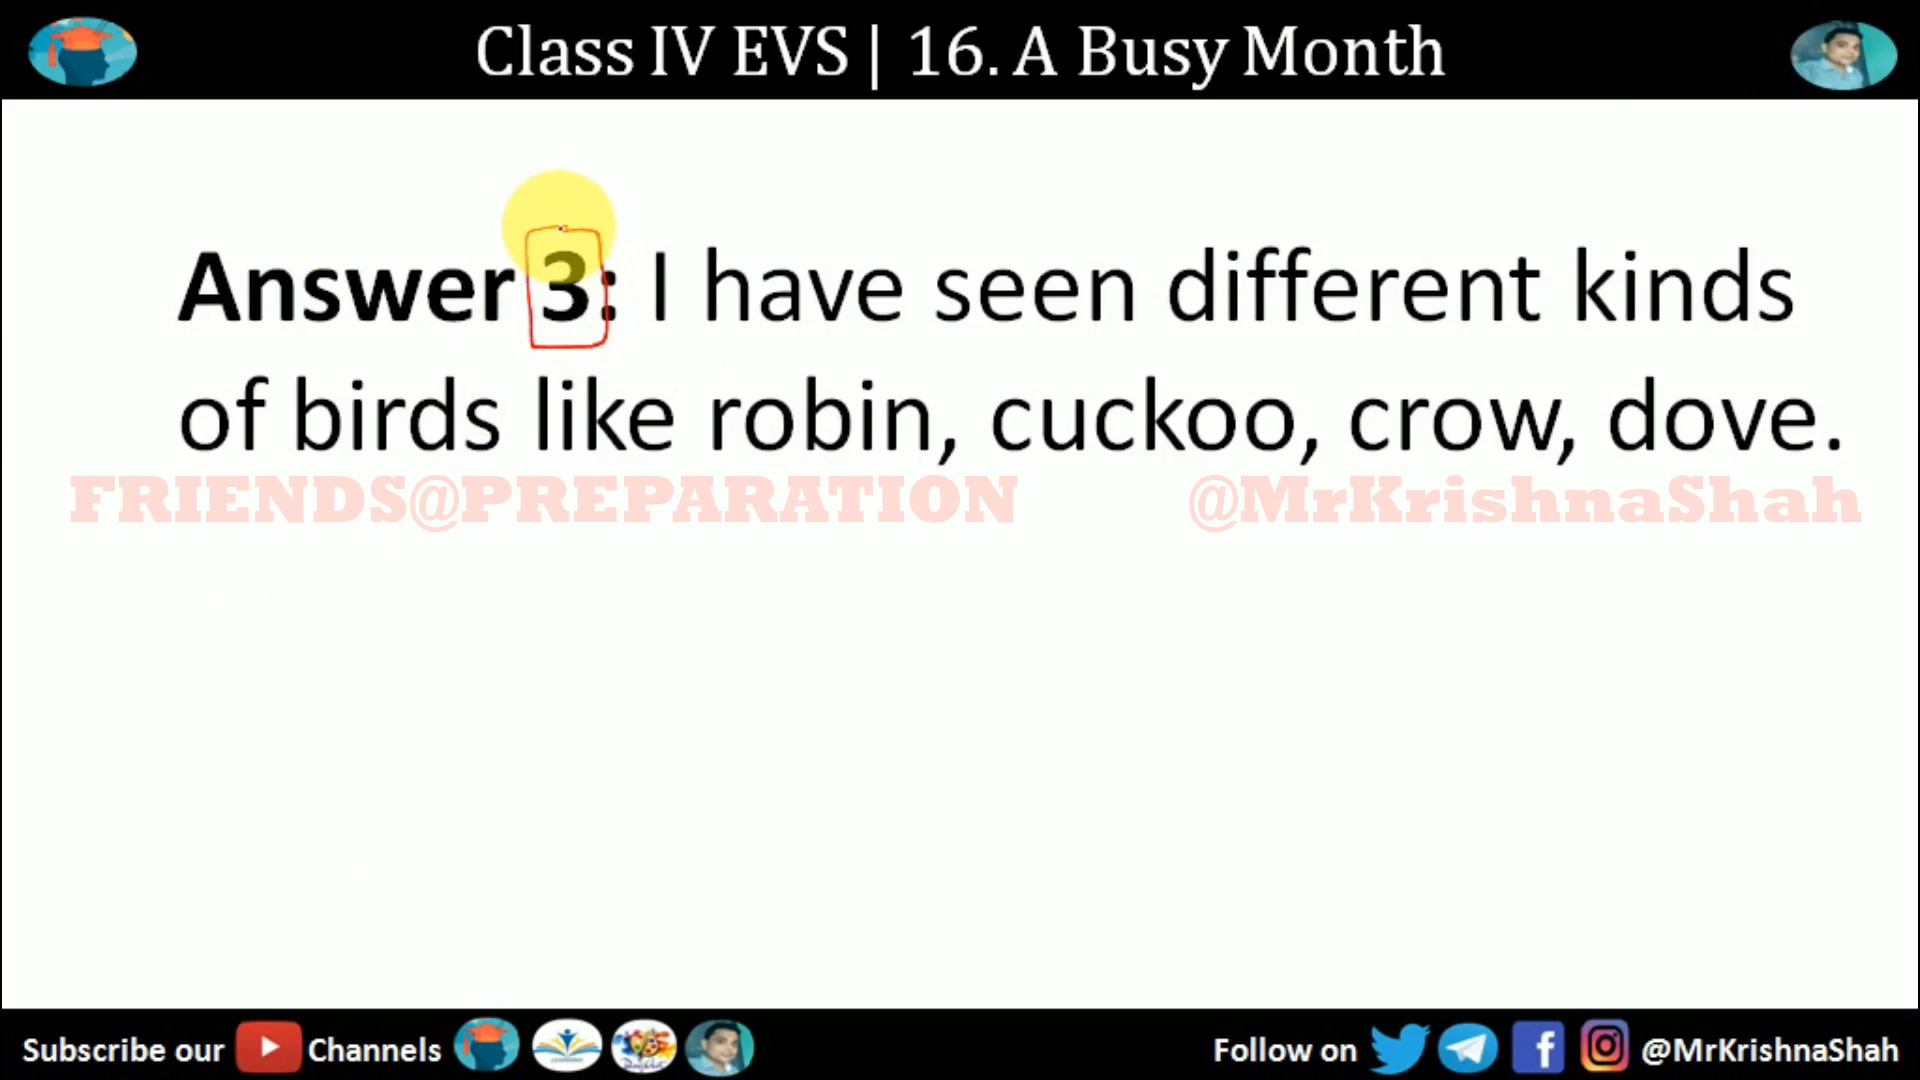 Class IV EVS | 16. A Busy Month
Answer 3: I have seen different kinds
of birds like robin, cuckoo, crow, dove.
FRIENDS@PREPARATION @MrKrishnaShah
Subscribe our Channels Follow on @MrKrishnaShah